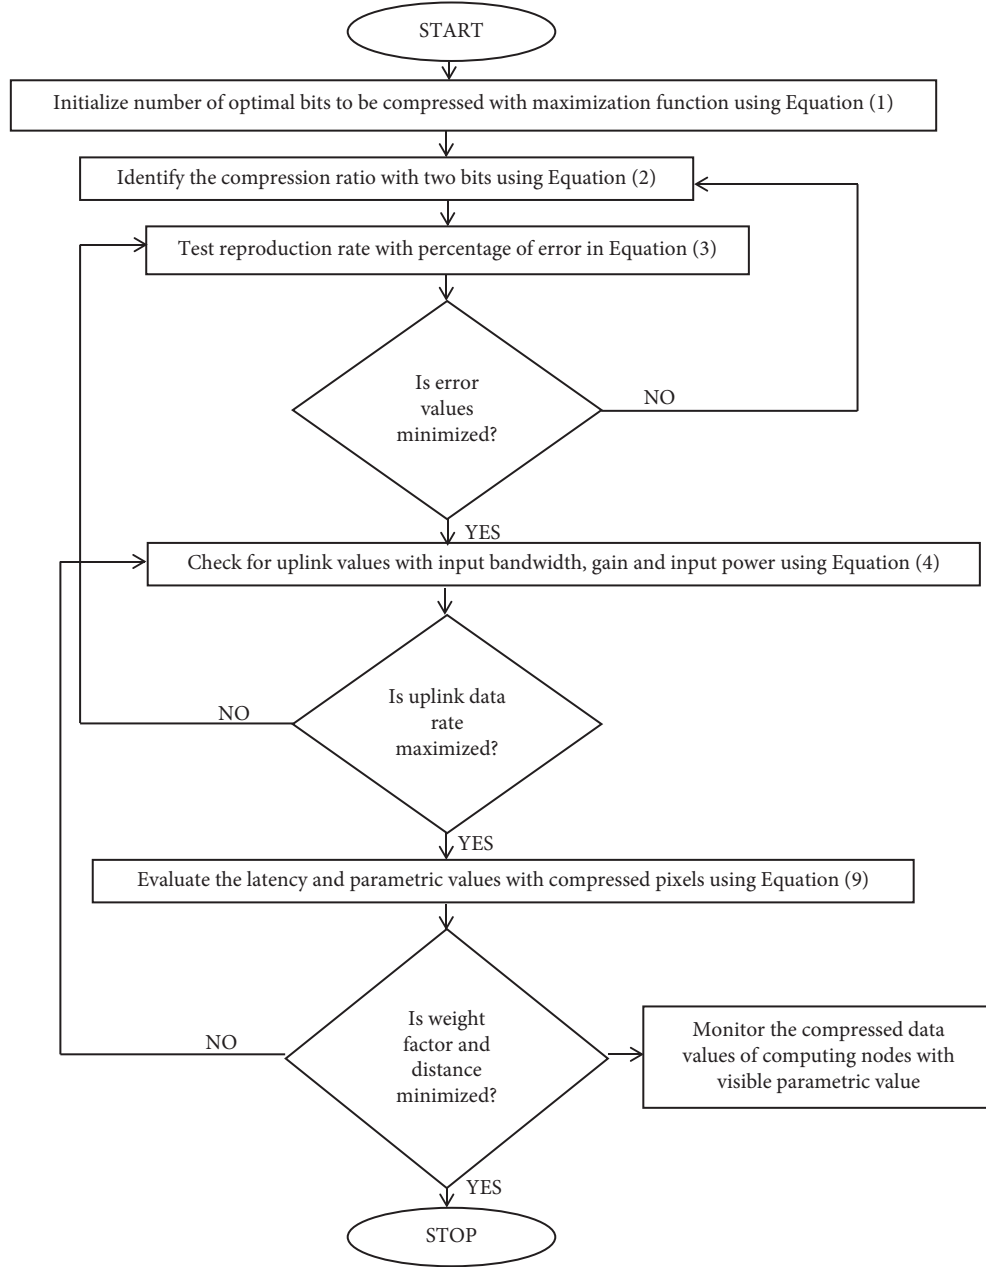 START
Initialize number of optimal bits to be compressed with maximization function using Equation (1)
Identify the compression ratio with two bits using Equation (2)
Test reproduction rate with percentage of error in Equation (3)
Is error
values
minimized?
NO
YES
Check for uplink values with input bandwidth, gain and input power using Equation (4)
Is uplink data
rate
maximized?
NO
YES
Evaluate the latency and parametric values with compressed pixels using Equation (9)
Is weight
factor and
distance
minimized?
NO
Monitor the compressed data
values of computing nodes with
visible parametric value
YES
STOP